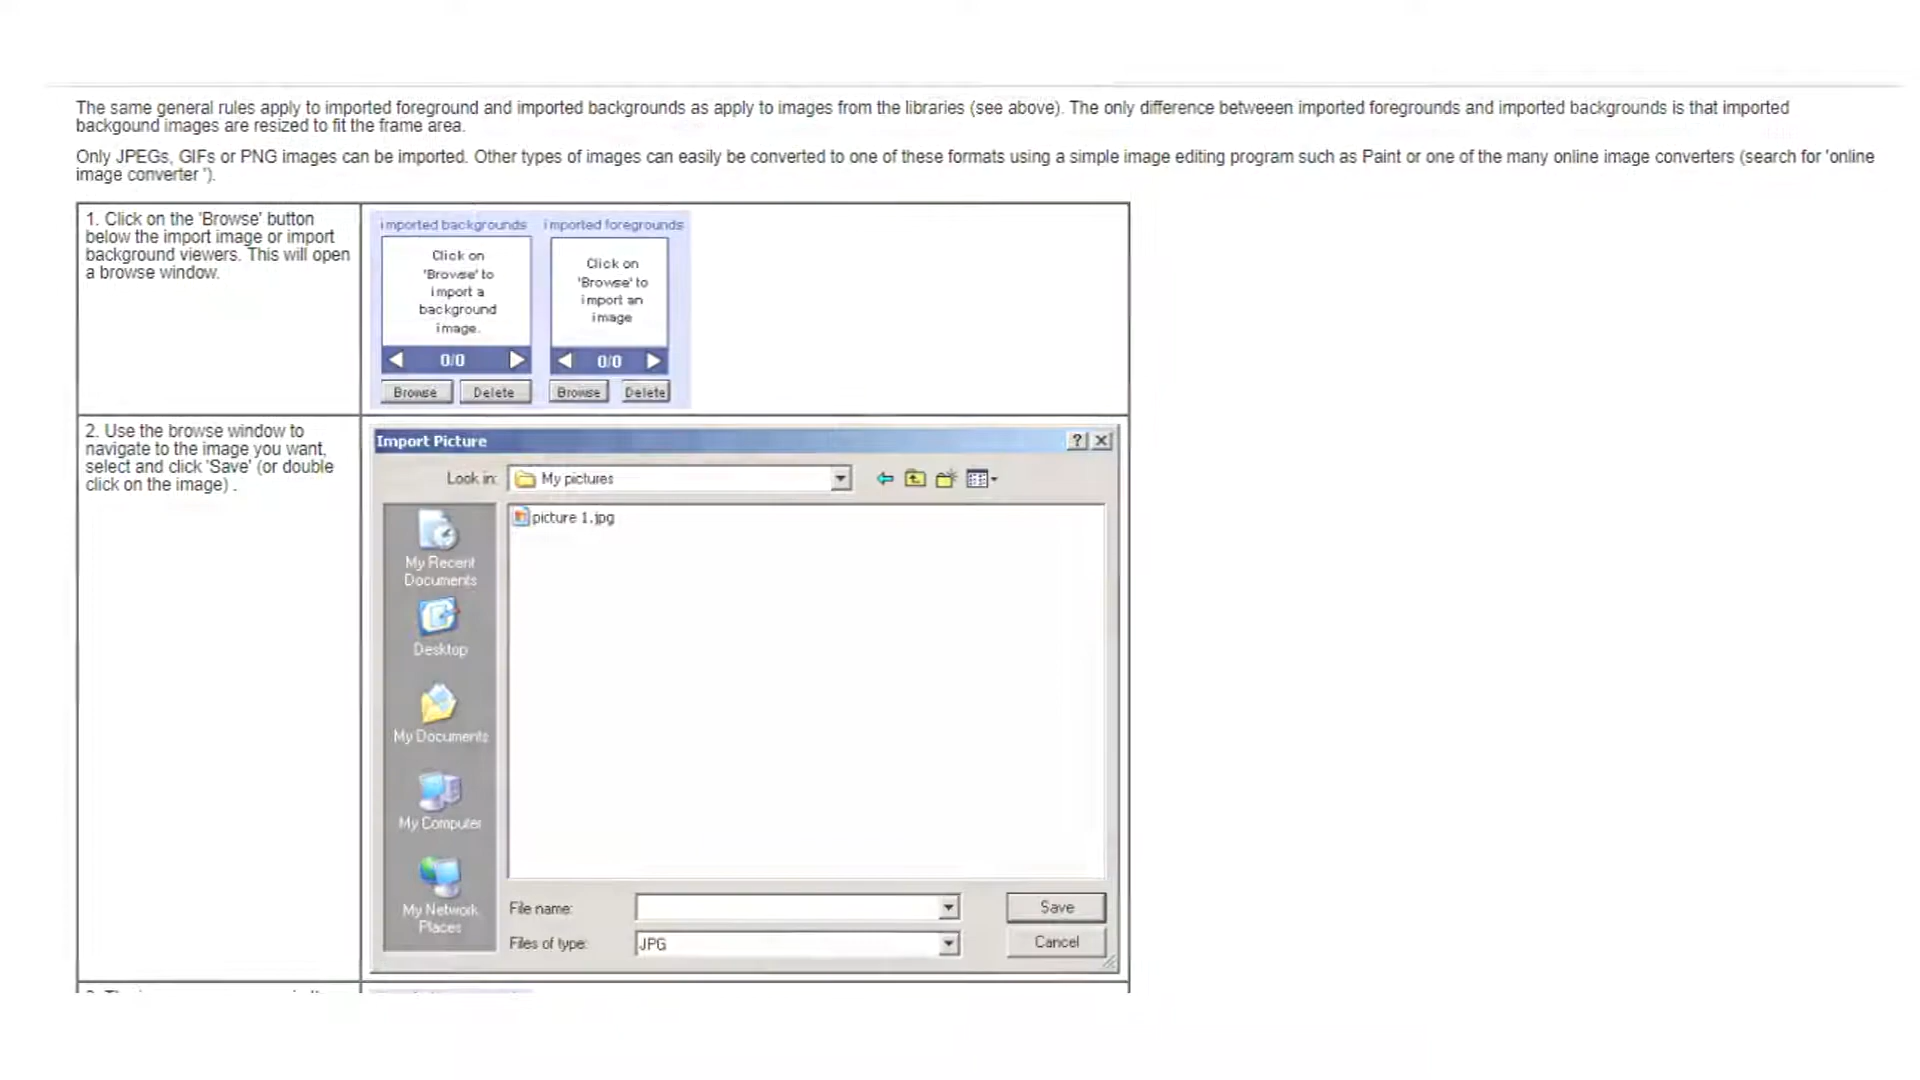 The same general rules apply to imported foreground and imported backgrounds as apply to images from the libraries (see above). The only difference betweeen imported foregrounds and imported backgrounds is that imported
backgound images are resized to fit the frame area.
Only JPEGs, GIFs or PNG images can be imported. Other types of images can easily be converted to one of these formats using a simple image editing program such as Paint or one of the many online image converters (search for 'online
image converter ').
1. Click on the 'Browse' button
below the import image or import
background viewers. This will open
a browse window.
imported backgrounds
Click on
'Browse' to
import a
background
image.
0/0
Browse
Delete
imported foregrounds
Click on
'Browse' to
import an
image
0/0
Browse
Delete
2. Use the browse window to
navigate to the image you want,
select and click 'Save' (or double
click on the image) .
Import Picture
Look in:
My pictures
picture 1.jpg
My Recent
Documents
Desktop
My Documents
My Computer
My Network
Places
File name:
Save
Files of type:
JPG
Cancel